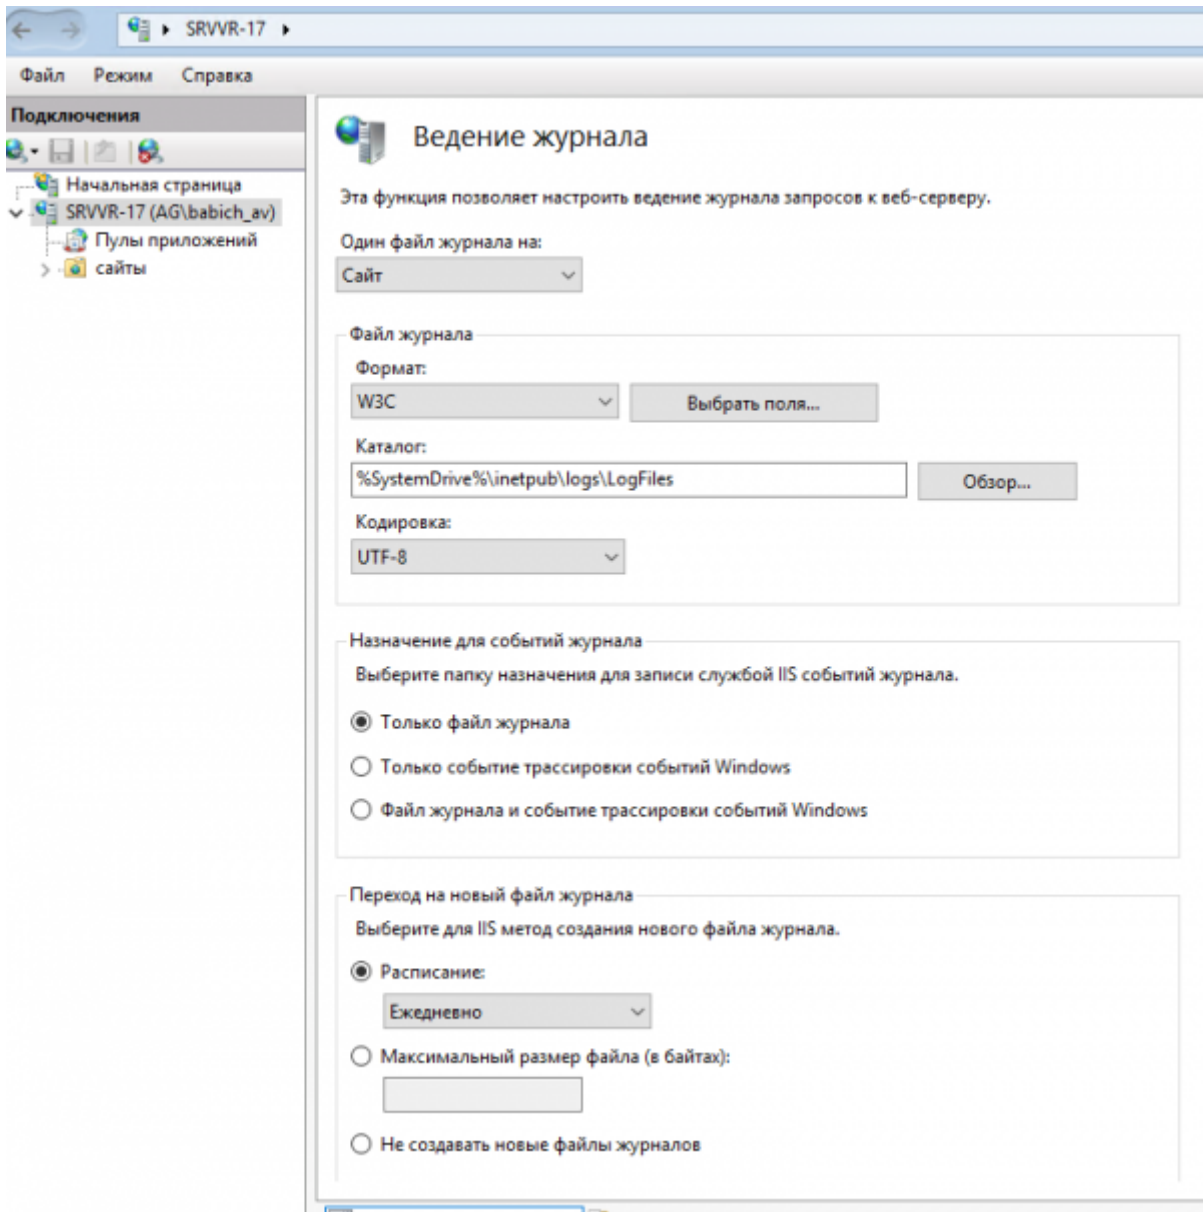 SRVVR-17
Файл Режим Справка
Подключения
Начальная страница
SRVVR-17 (AG\babich_av)
Пулы приложений
сайты
Ведение журнала
Эта функция позволяет настроить ведение журнала запросов к веб-серверу.
Один файл журнала на:
Сайт
Файл журнала
Формат:
W3C
Выбрать поля...
Каталог:
%SystemDrive%\inetpub\logs\LogFiles
Обзор...
Кодировка:
UTF-8
Назначение для событий журнала
Выберите папку назначения для записи службой IIS событий журнала.
Только файл журнала
Только событие трассировки событий Windows
Файл журнала и событие трассировки событий Windows
Переход на новый файл журнала
Выберите для IIS метод создания нового файла журнала.
Расписание:
Ежедневно
Максимальный размер файла (в байтах):
Не создавать новые файлы журналов